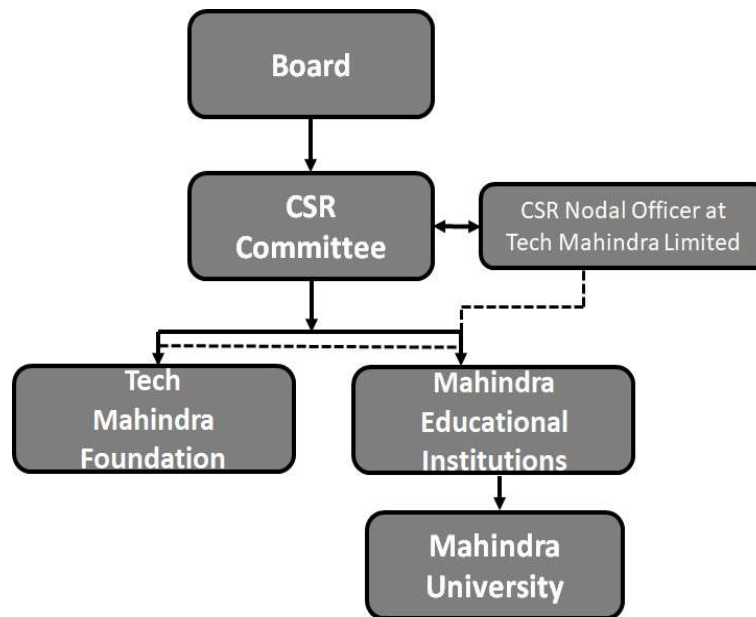 Board
CSR
Committee
CSR Nodal Officer at
Tech Mahindra Limited
Tech
Mahindra
Foundation
Mahindra
Educational
Institutions
Mahindra
University